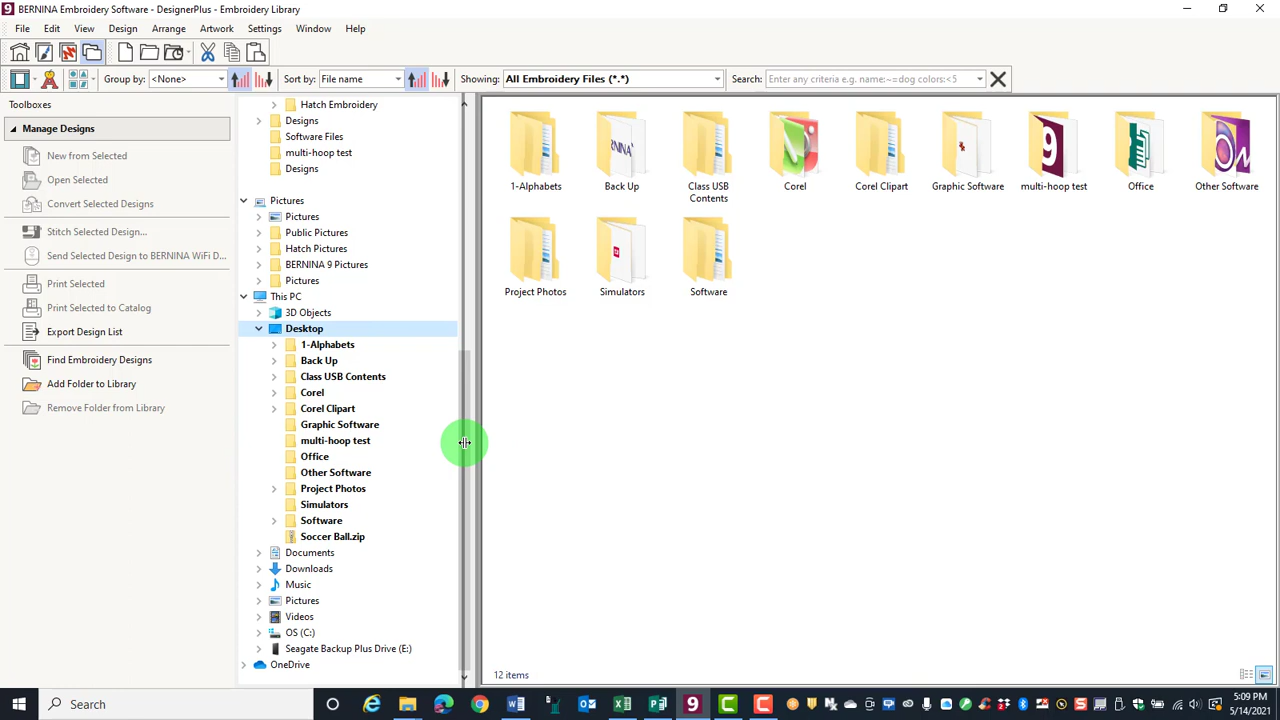 9 BERNINA Embroidery Software - DesignerPlus - Embroidery Library
File Edit View Design Arrange Artwork Settings Window Help
Group by: <None> Sort by: File name Showing: All Embroidery Files (*.*) Search: Enter any criteria e.g. name:~=dog colors:<5
Toolboxes
Manage Designs
New from Selected
Open Selected
Convert Selected Designs
Stitch Selected Design...
Send Selected Design to BERNINA WiFi D...
Print Selected
Print Selected to Catalog
Export Design List
Find Embroidery Designs
Add Folder to Library
Remove Folder from Library
Hatch Embroidery
Designs
Software Files
multi-hoop test
Designs
Pictures
Pictures
Public Pictures
Hatch Pictures
BERNINA 9 Pictures
Pictures
This PC
3D Objects
Desktop
1-Alphabets
Back Up
Class USB Contents
Corel
Corel Clipart
Graphic Software
multi-hoop test
Office
Other Software
Project Photos
Simulators
Software
Soccer Ball.zip
Documents
Downloads
Music
Pictures
Videos
OS (C:)
Seagate Backup Plus Drive (E:)
OneDrive
1-Alphabets Back Up Class USB Contents Corel Corel Clipart Graphic Software multi-hoop test Office Other Software
Project Photos Simulators Software
12 items
Search
5:09 PM
5/14/2021